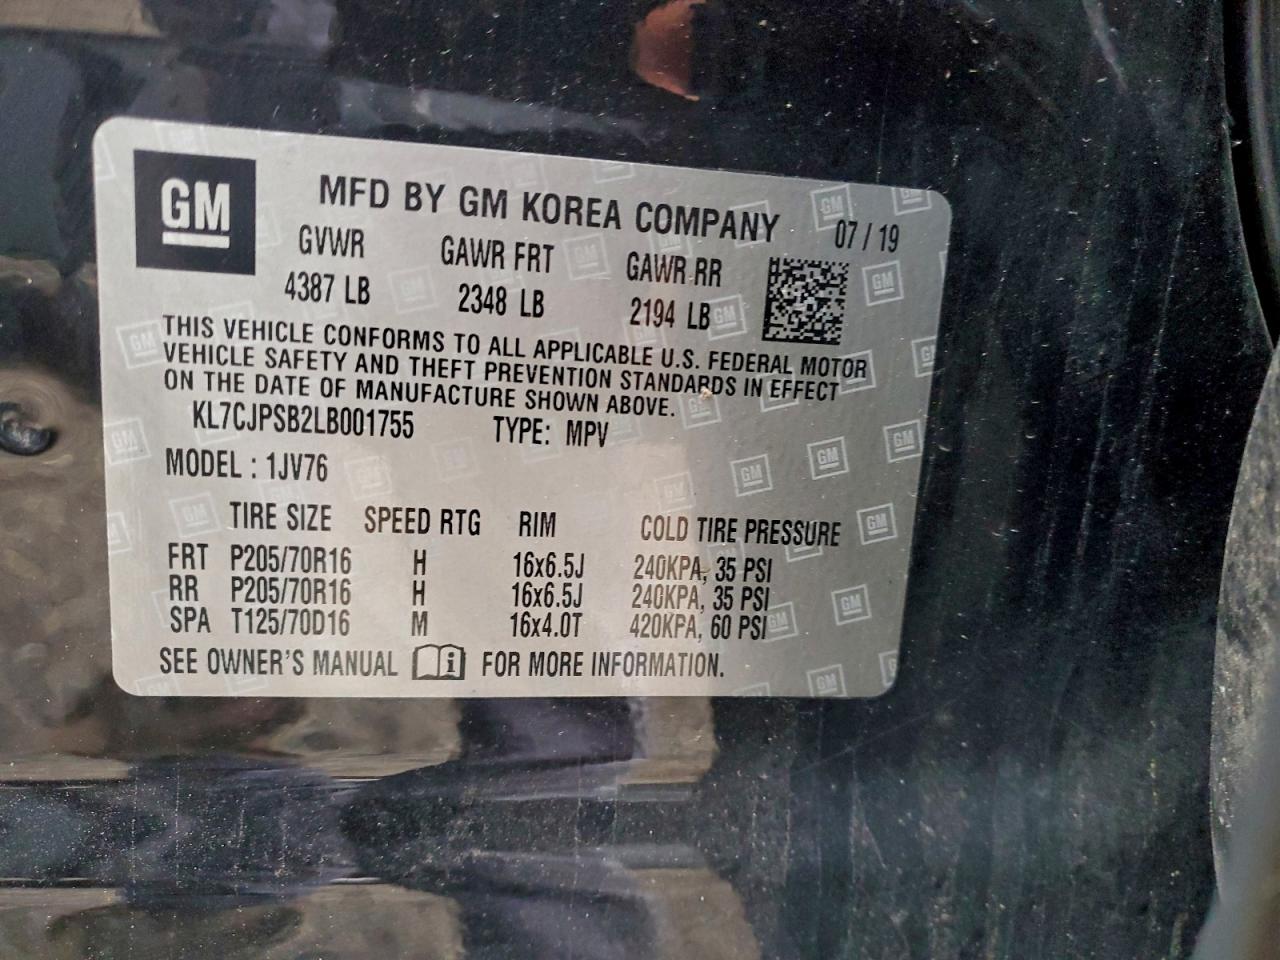 GM
MFD BY GM KOREA COMPANY 07 / 19
GVWR GAWR FRT GAWR RR
4387 LB 2348 LB 2194 LB
THIS VEHICLE CONFORMS TO ALL APPLICABLE U.S. FEDERAL MOTOR
VEHICLE SAFETY AND THEFT PREVENTION STANDARDS IN EFFECT
ON THE DATE OF MANUFACTURE SHOWN ABOVE.
KL7CJPSB2LB001755 TYPE: MPV
MODEL : 1JV76
TIRE SIZE SPEED RTG RIM COLD TIRE PRESSURE
FRT P205/70R16 H 16x6.5J 240KPA, 35 PSI
RR P205/70R16 H 16x6.5J 240KPA, 35 PSI
SPA T125/70D16 M 16x4.0T 420KPA, 60 PSI
SEE OWNER'S MANUAL i FOR MORE INFORMATION.